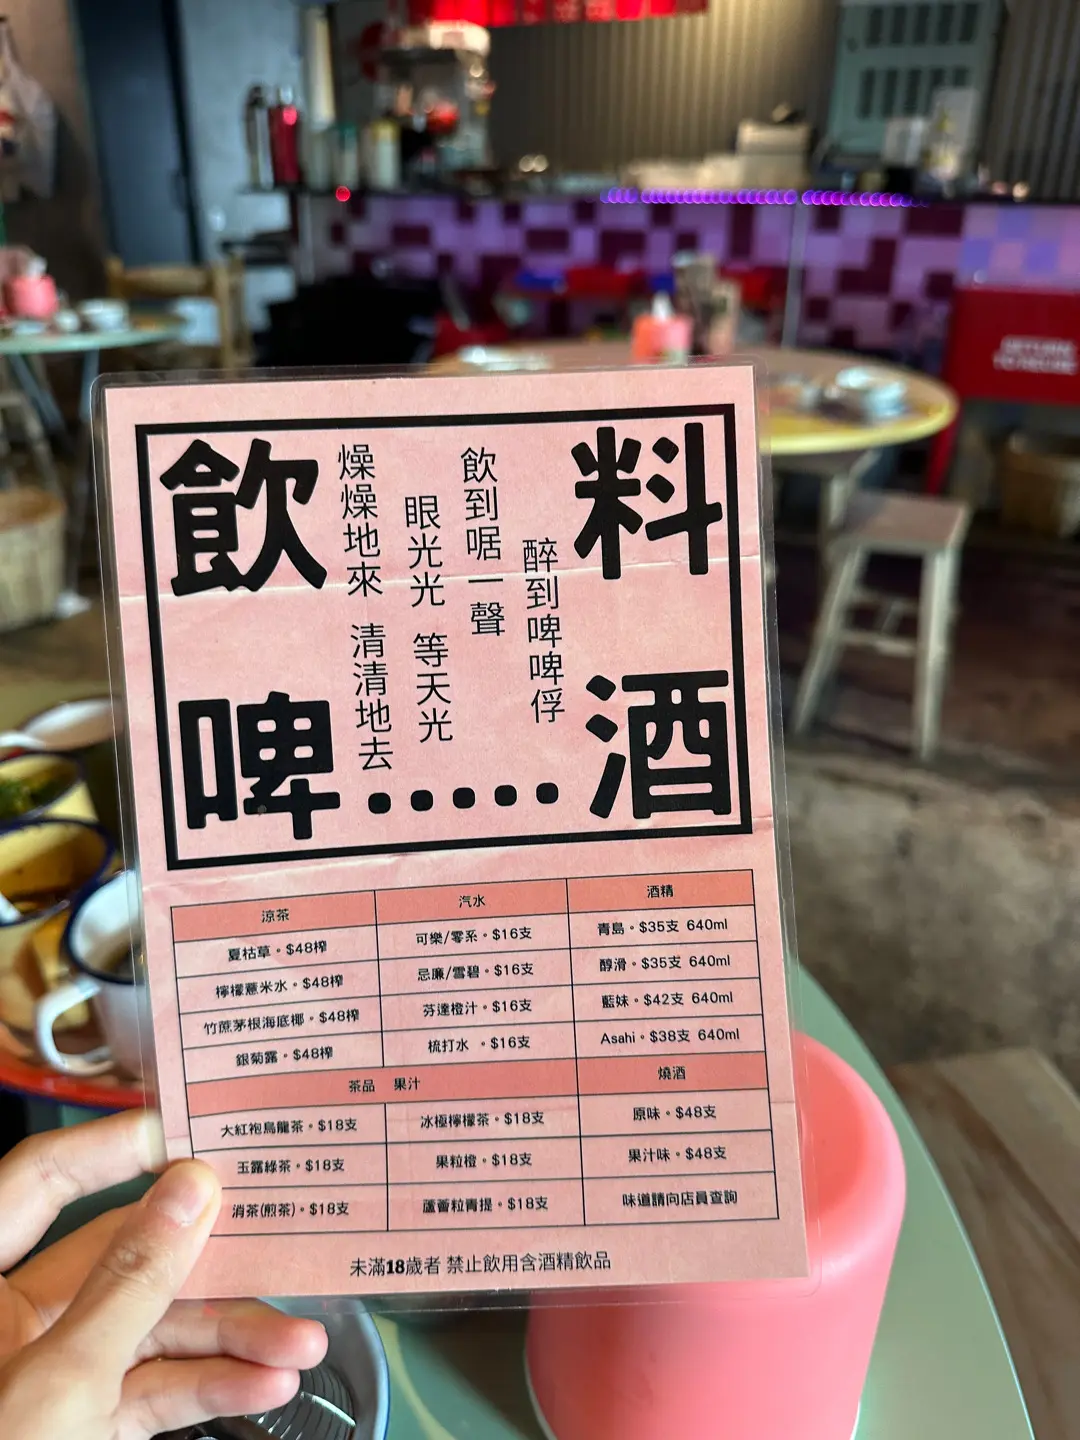 飲料
啤酒
燥燥地來 清清地去
眼光光 等天光
飲到啹一聲
醉到啤啤俘
.....
涼茶
夏枯草。$48榨
檸檬薏米水。$48榨
竹蔗茅根海底椰。$48榨
銀菊露。$48榨
汽水
可樂/零系。$16支
忌廉/雪碧。$16支
芬達橙汁。$16支
梳打水 。$16支
酒精
青島。$35支 640ml
醇滑。$35支 640ml
藍妹。$42支 640ml
Asahi。$38支 640ml
茶品 果汁
大紅袍烏龍茶。$18支
玉露綠茶。$18支
消茶(煎茶)。$18支
冰極檸檬茶。$18支
果粒橙。$18支
蘆薈粒青提。$18支
燒酒
原味。$48支
果汁味。$48支
味道請向店員查詢
未滿18歲者 禁止飲用含酒精飲品